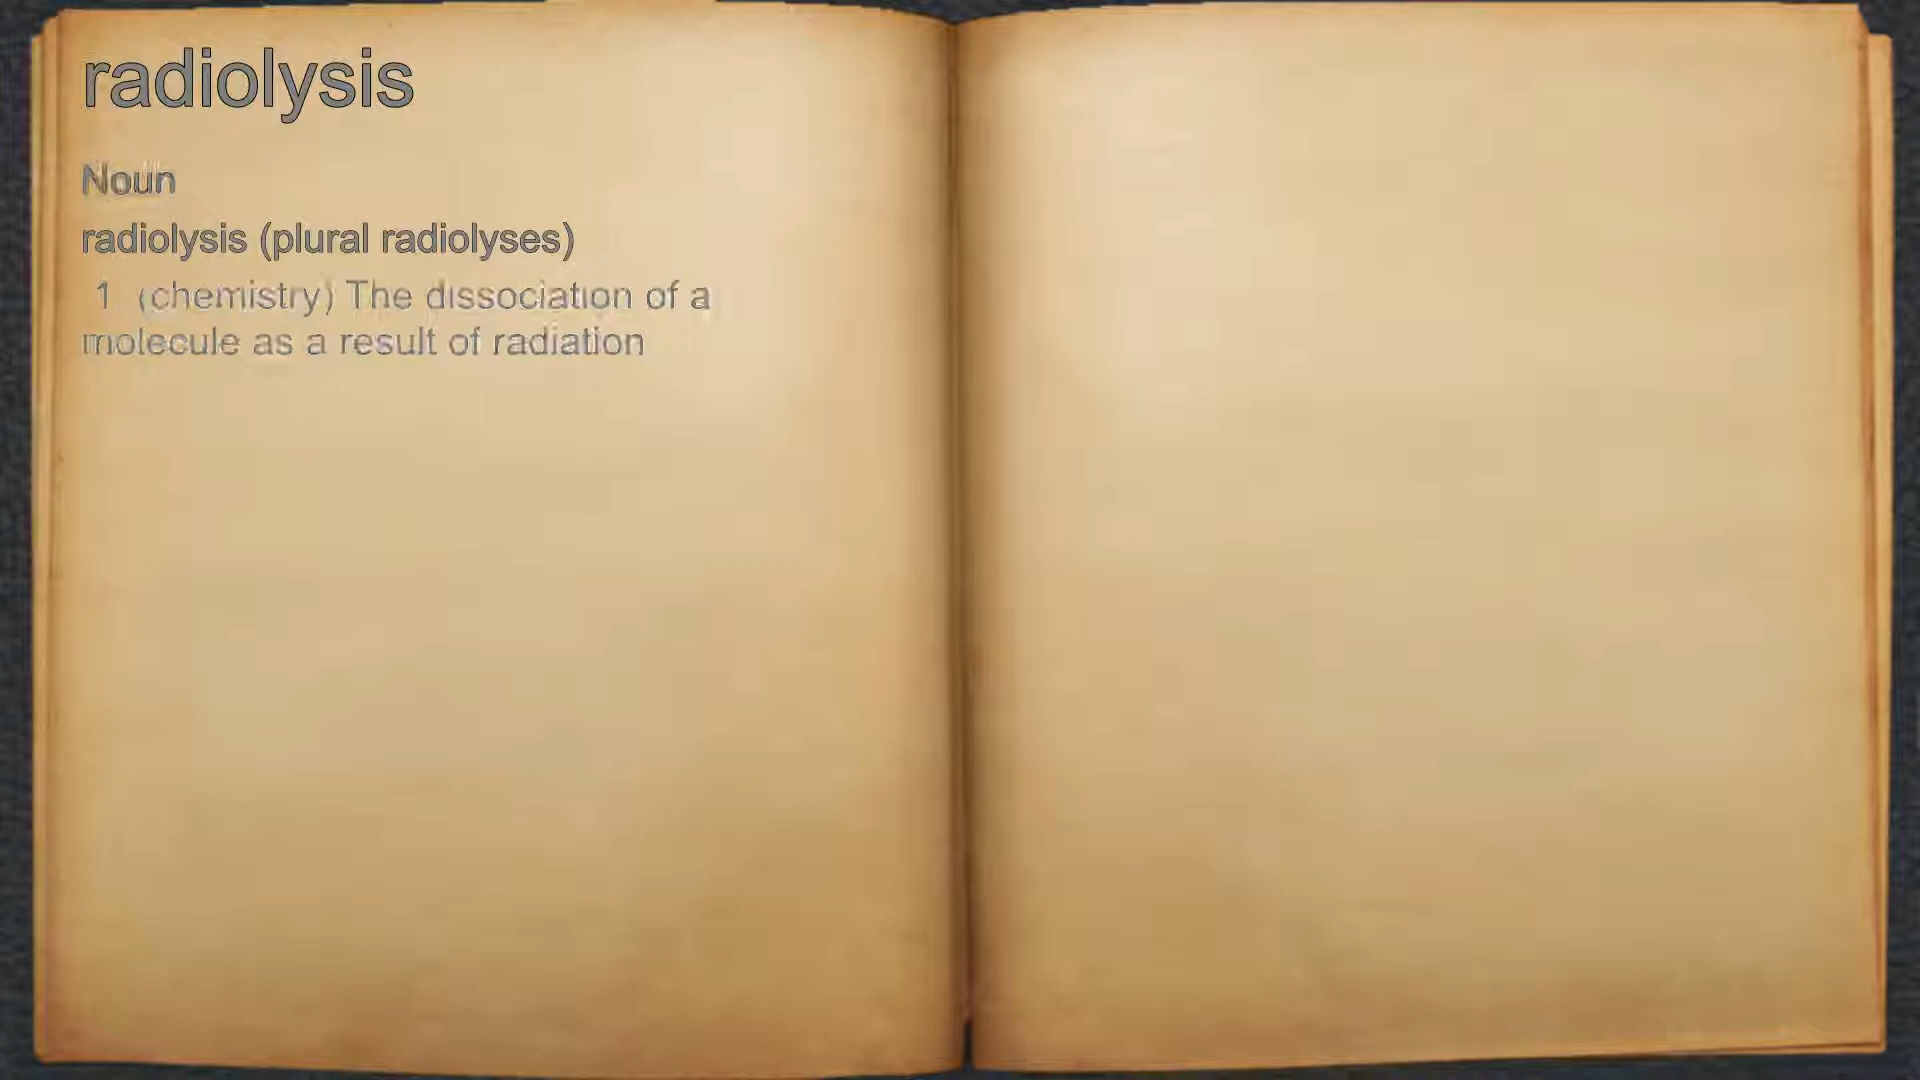 radiolysis
Noun
radiolysis (plural radiolyses)
1 (chemistry) The dissociation of a
molecule as a result of radiation